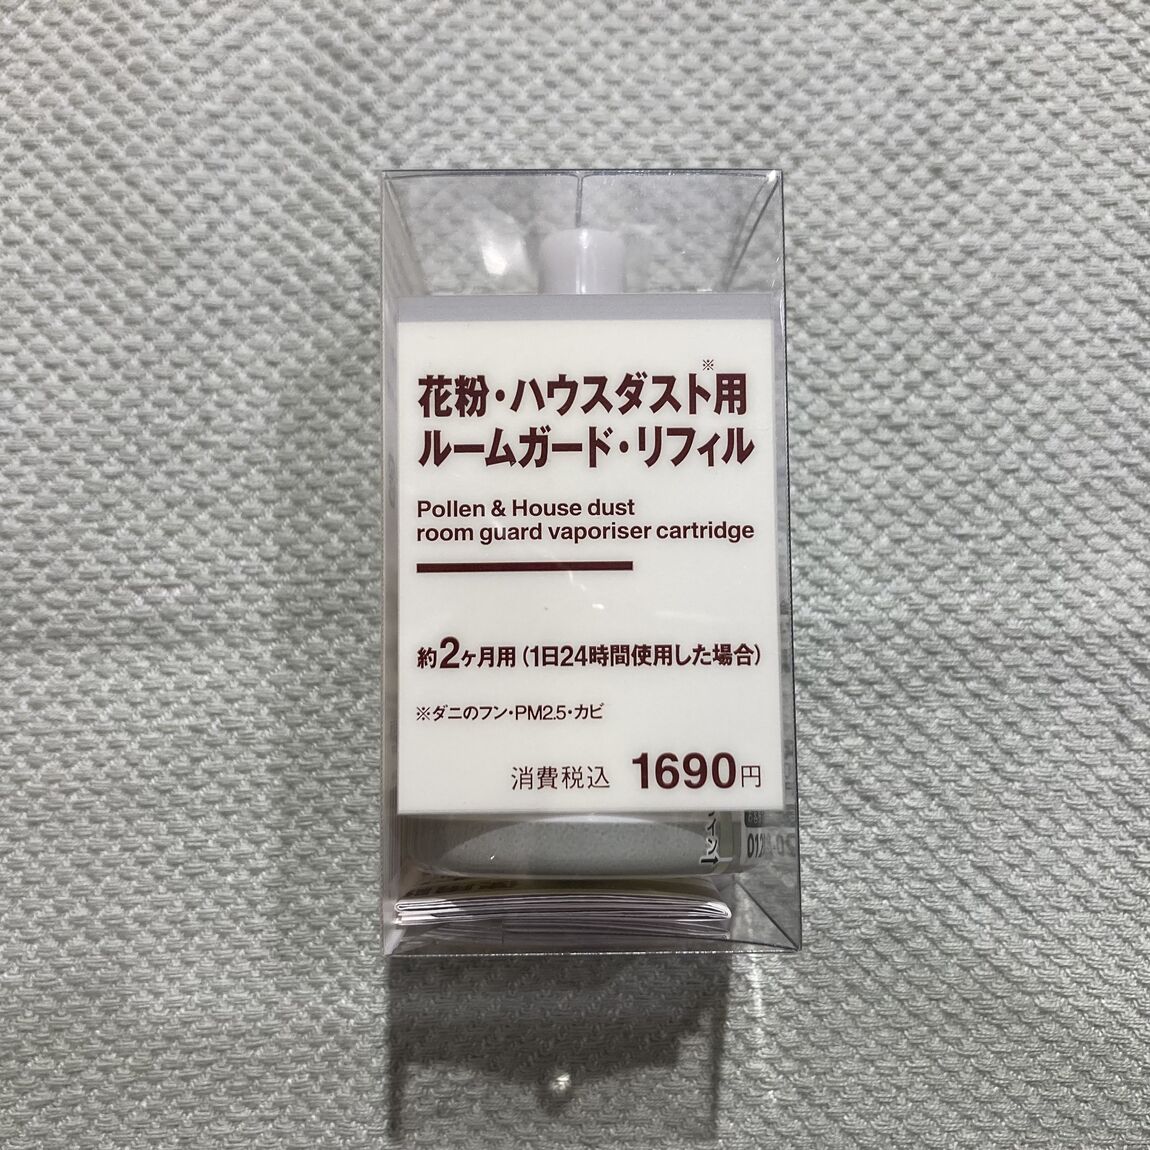 花粉・ハウスダスト※用
ルームガード・リフィル
Pollen & House dust
room guard vaporiser cartridge
約2ヶ月用(1日24時間使用した場合)
※ダニのフン・PM2.5・カビ
消費税込 1690円
イン